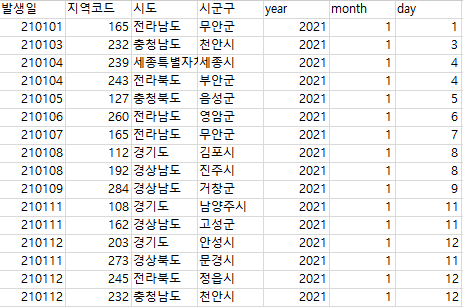 발생일 지역코드 시도 시군구 year month day
210101 165 전라남도 무안군 2021 1 1
210103 232 충청남도 천안시 2021 1 3
210104 239 세종특별자치 세종시 2021 1 4
210104 243 전라북도 부안군 2021 1 4
210105 127 충청북도 음성군 2021 1 5
210106 260 전라남도 영암군 2021 1 6
210107 165 전라남도 무안군 2021 1 7
210108 112 경기도 김포시 2021 1 8
210108 192 경상남도 진주시 2021 1 8
210109 284 경상남도 거창군 2021 1 9
210111 108 경기도 남양주시 2021 1 11
210111 162 경상남도 고성군 2021 1 11
210112 203 경기도 안성시 2021 1 12
210111 273 경상북도 문경시 2021 1 11
210112 245 전라북도 정읍시 2021 1 12
210112 232 충청남도 천안시 2021 1 12